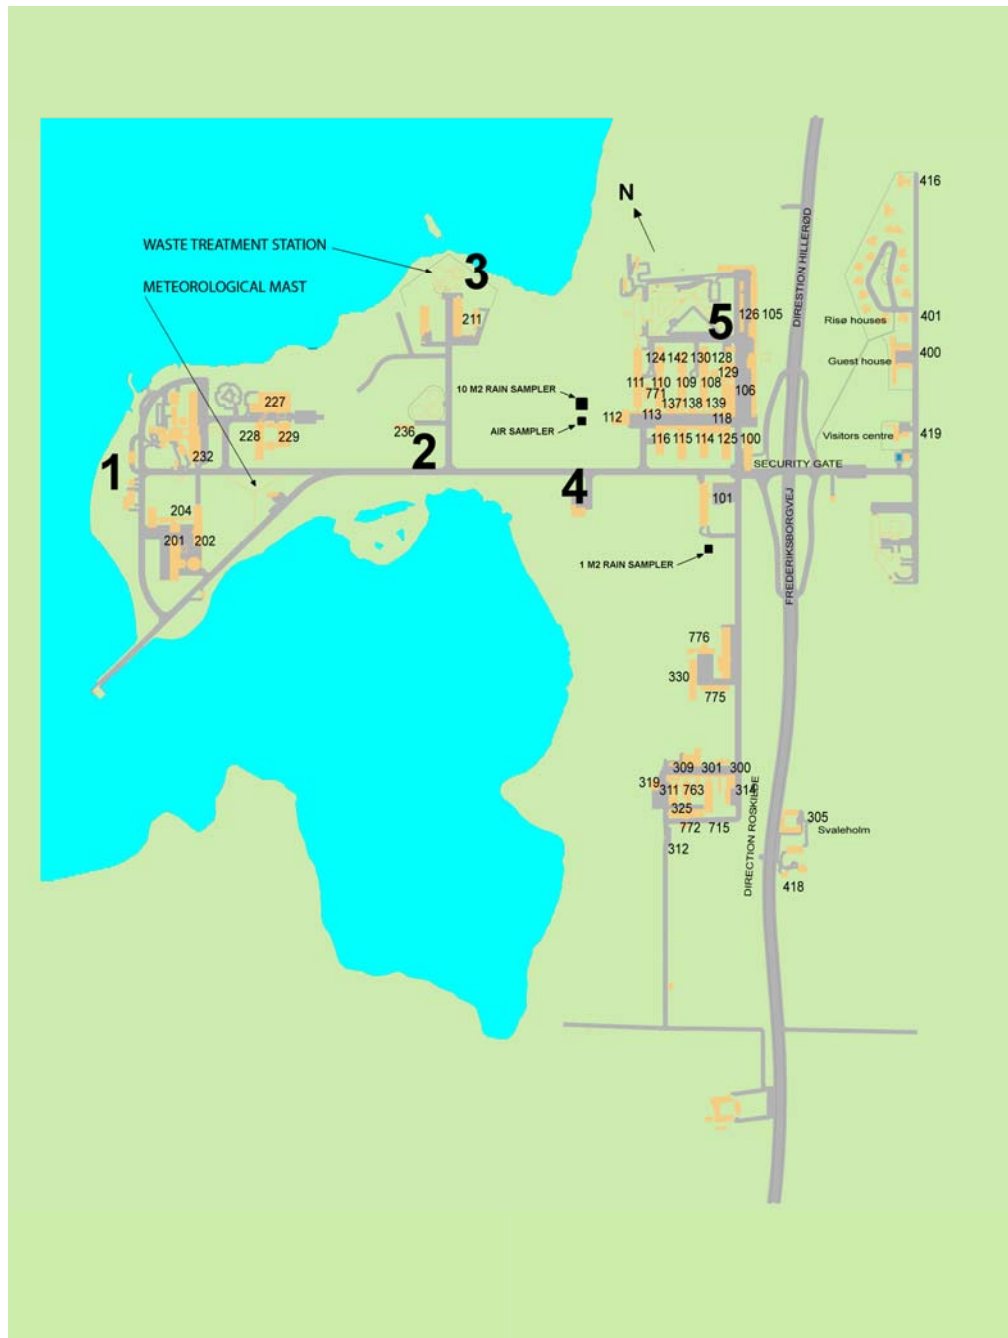 416
N
DIRESTION HILLERØD
WASTE TREATMENT STATION
3
METEOROLOGICAL MAST
211
5
126 105
Risø houses
401
124 142 130 128
Guest house
400
129
111 110 109 108
106
771
137 138 139
10 M2 RAIN SAMPLER
227
112
113
118
AIR SAMPLER
228
229
236
116 115 114 125 100
Visitors centre
419
2
232
1
SECURITY GATE
4
101
204
201
202
1 M2 RAIN SAMPLER
FREDERIKSBORGVEJ
776
330
775
309 301 300
319
311 763
314
325
772 715
312
DIRECTION ROSKILDE
305
Svaleholm
418